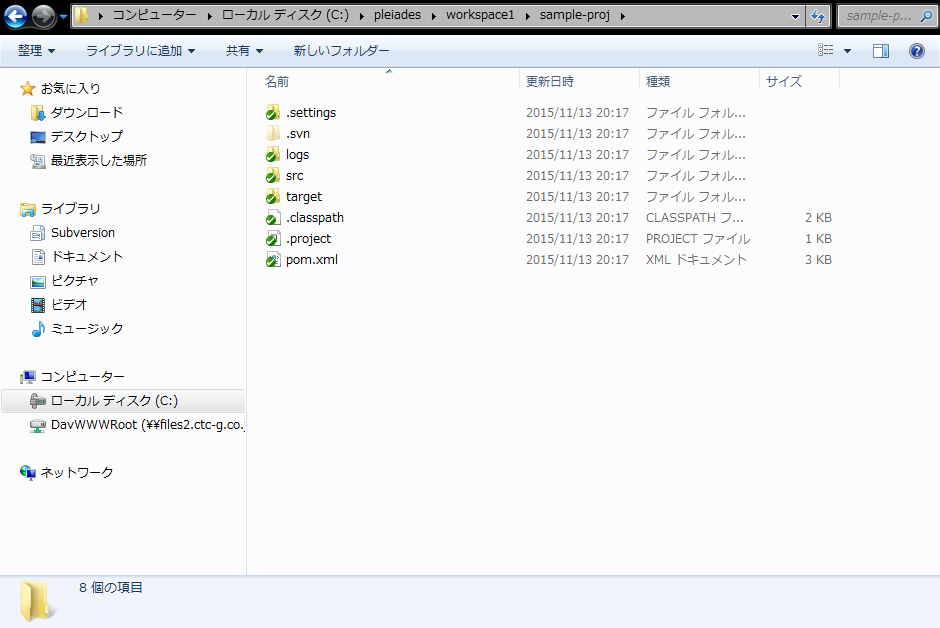 コンピューター ローカル ディスク (C:) pleiades workspace1 sample-proj sample-p...
整理 ライブラリに追加 共有 新しいフォルダー
お気に入り
ダウンロード
デスクトップ
最近表示した場所
ライブラリ
Subversion
ドキュメント
ピクチャ
ビデオ
ミュージック
コンピューター
ローカル ディスク (C:)
DavWWWRoot (¥¥files2.ctc-g.co.
ネットワーク
名前 更新日時 種類 サイズ
.settings 2015/11/13 20:17 ファイル フォル...
.svn 2015/11/13 20:17 ファイル フォル...
logs 2015/11/13 20:17 ファイル フォル...
src 2015/11/13 20:17 ファイル フォル...
target 2015/11/13 20:17 ファイル フォル...
.classpath 2015/11/13 20:17 CLASSPATH フ... 2 KB
.project 2015/11/13 20:17 PROJECT ファイル 1 KB
pom.xml 2015/11/13 20:17 XML ドキュメント 3 KB
8 個の項目